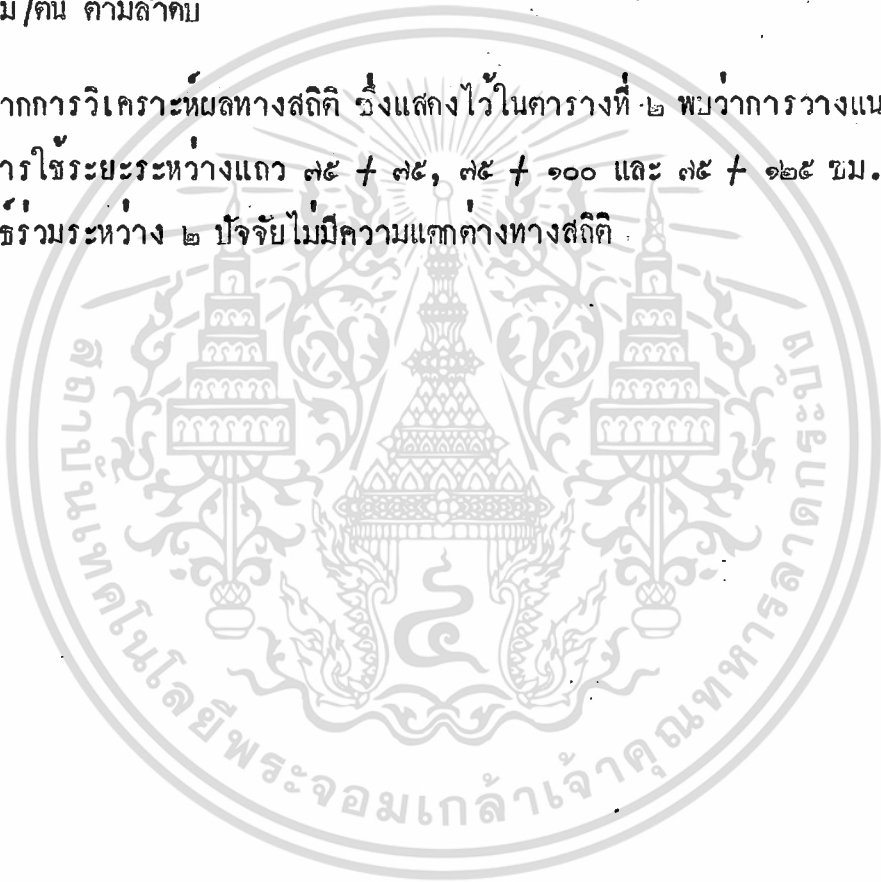 ม/ต้น ตามลำดับ
ากการวิเคราะห์ผลทางสถิติ ซึ่งแสดงไว้ในตารางที่ ๒ พบว่าการวางแน
ารใช้ระยะระหว่างแถว ๗๕ + ๗๕, ๗๕ + ๑๐๐ และ ๗๕ + ๑๒๕ ซม.
ธ์ร่วมระหว่าง ๒ ปัจจัยไม่มีความแตกต่างทางสถิติ
สถาบันเทคโนโลยีพระจอมเกล้าเจ้าคุณทหารลาดกระบัง
๔